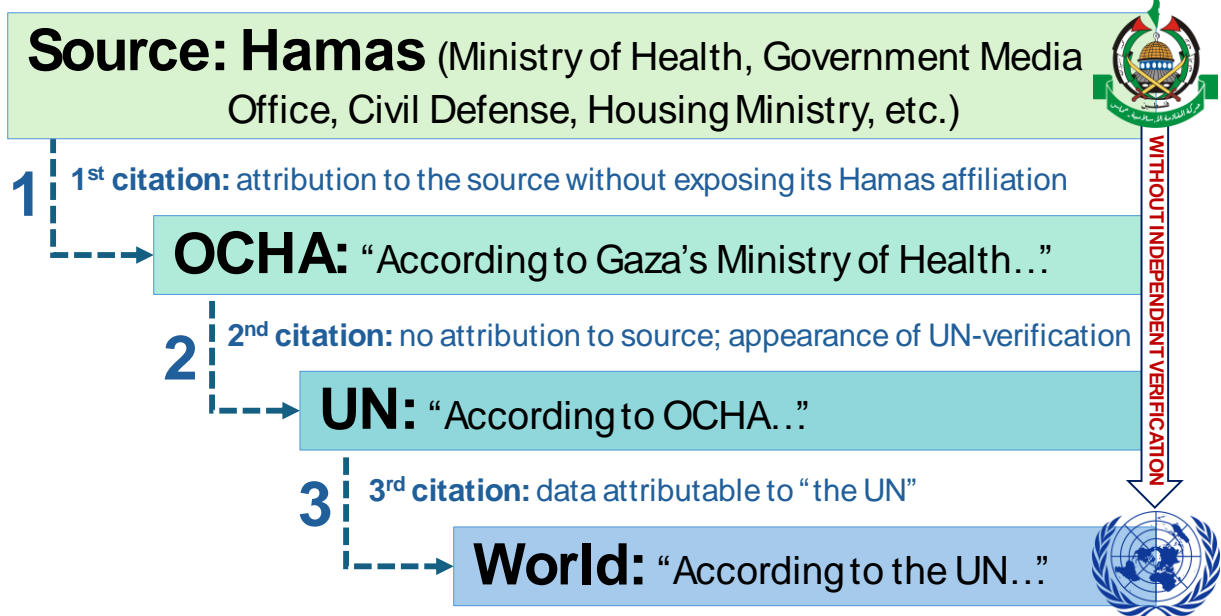 Source: Hamas (Ministry of Health, Government Media
Office, Civil Defense, Housing Ministry, etc.)
1
1st citation: attribution to the source without exposing its Hamas affiliation
OCHA: “According to Gaza’s Ministry of Health…”
2
2nd citation: no attribution to source; appearance of UN-verification
UN: “According to OCHA…”
3
3rd citation: data attributable to “the UN”
World: “According to the UN…”
WITHOUT INDEPENDENT VERIFICATION